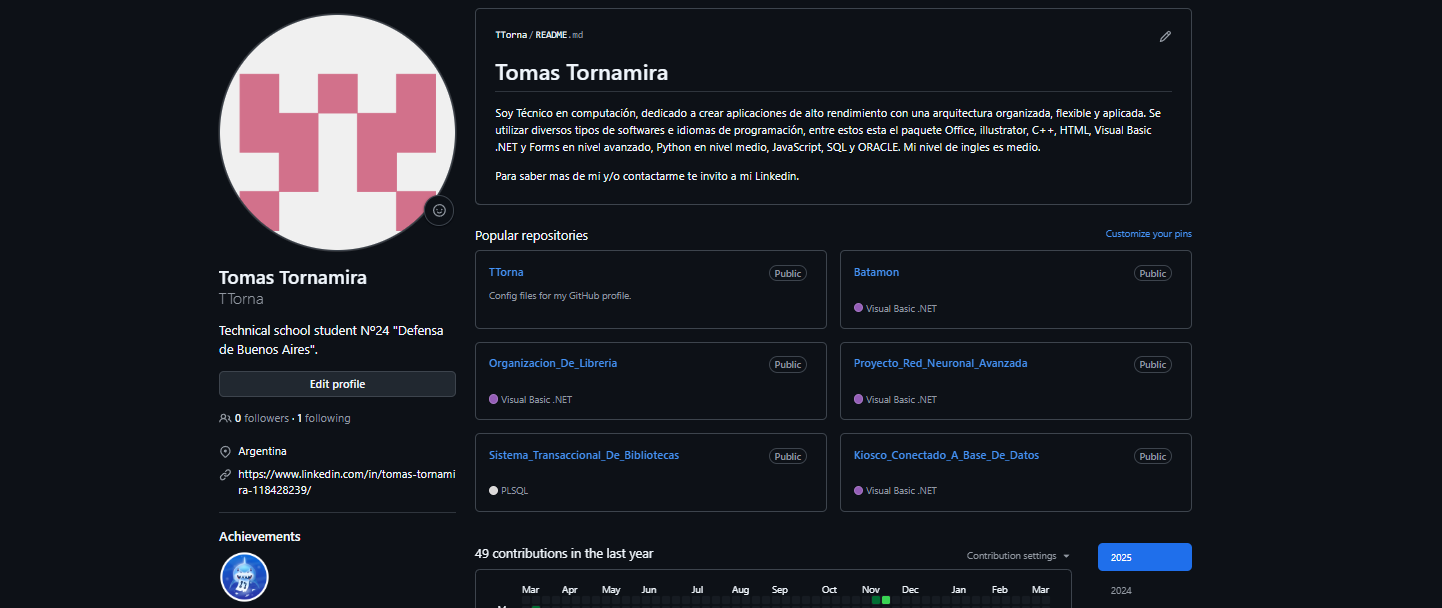 TTorna / README.md
Tomas Tornamira
Soy Técnico en computación, dedicado a crear aplicaciones de alto rendimiento con una arquitectura organizada, flexible y aplicada. Se
utilizar diversos tipos de softwares e idiomas de programación, entre estos esta el paquete Office, illustrator, C++, HTML, Visual Basic
.NET y Forms en nivel avanzado, Python en nivel medio, JavaScript, SQL y ORACLE. Mi nivel de ingles es medio.
Para saber mas de mi y/o contactarme te invito a mi Linkedin.
Tomas Tornamira
TTorna
Technical school student Nº24 "Defensa
de Buenos Aires".
Edit profile
0 followers · 1 following
Argentina
https://www.linkedin.com/in/tomas-tornami
ra-118428239/
Achievements
Popular repositories
Customize your pins
TTorna Public
Config files for my GitHub profile.
Batamon Public
Visual Basic .NET
Organizacion_De_Libreria Public
Visual Basic .NET
Proyecto_Red_Neuronal_Avanzada Public
Visual Basic .NET
Sistema_Transaccional_De_Bibliotecas Public
PLSQL
Kiosco_Conectado_A_Base_De_Datos Public
Visual Basic .NET
49 contributions in the last year
Contribution settings
2025
2024
Mar Apr May Jun Jul Aug Sep Oct Nov Dec Jan Feb Mar